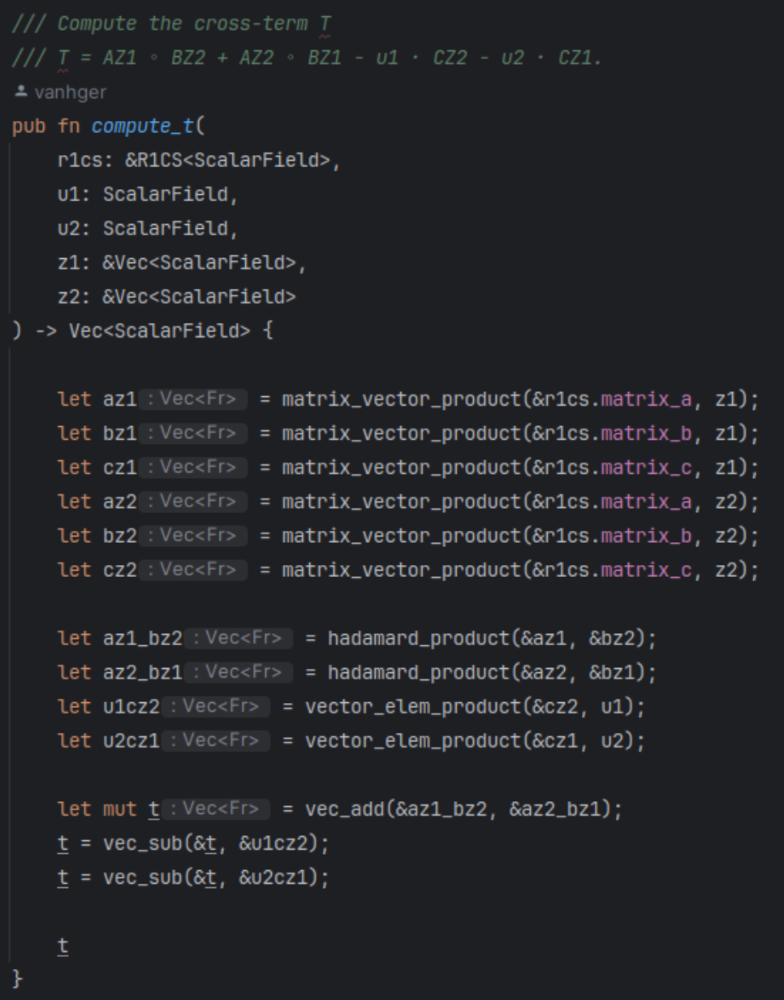 /// Compute the cross-term T
/// T = AZ1 ◦ BZ2 + AZ2 ◦ BZ1 - u1 · CZ2 - u2 · CZ1.
vanhger
pub fn compute_t(
    r1cs: &R1CS<ScalarField>,
    u1: ScalarField,
    u2: ScalarField,
    z1: &Vec<ScalarField>,
    z2: &Vec<ScalarField>
) -> Vec<ScalarField> {
    let az1 : Vec<Fr> = matrix_vector_product(&r1cs.matrix_a, z1);
    let bz1 : Vec<Fr> = matrix_vector_product(&r1cs.matrix_b, z1);
    let cz1 : Vec<Fr> = matrix_vector_product(&r1cs.matrix_c, z1);
    let az2 : Vec<Fr> = matrix_vector_product(&r1cs.matrix_a, z2);
    let bz2 : Vec<Fr> = matrix_vector_product(&r1cs.matrix_b, z2);
    let cz2 : Vec<Fr> = matrix_vector_product(&r1cs.matrix_c, z2);
    let az1_bz2 : Vec<Fr> = hadamard_product(&az1, &bz2);
    let az2_bz1 : Vec<Fr> = hadamard_product(&az2, &bz1);
    let u1cz2 : Vec<Fr> = vector_elem_product(&cz2, u1);
    let u2cz1 : Vec<Fr> = vector_elem_product(&cz1, u2);
    let mut t : Vec<Fr> = vec_add(&az1_bz2, &az2_bz1);
    t = vec_sub(&t, &u1cz2);
    t = vec_sub(&t, &u2cz1);
    t
}